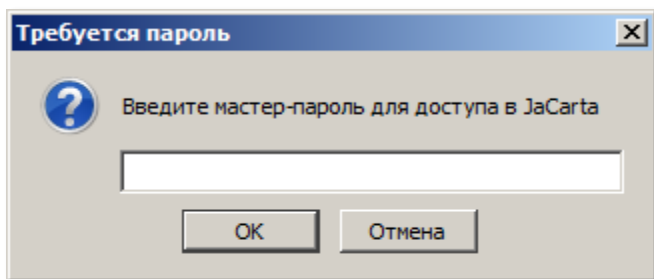 Требуется пароль
Введите мастер-пароль для доступа в JaCarta
OK
Отмена